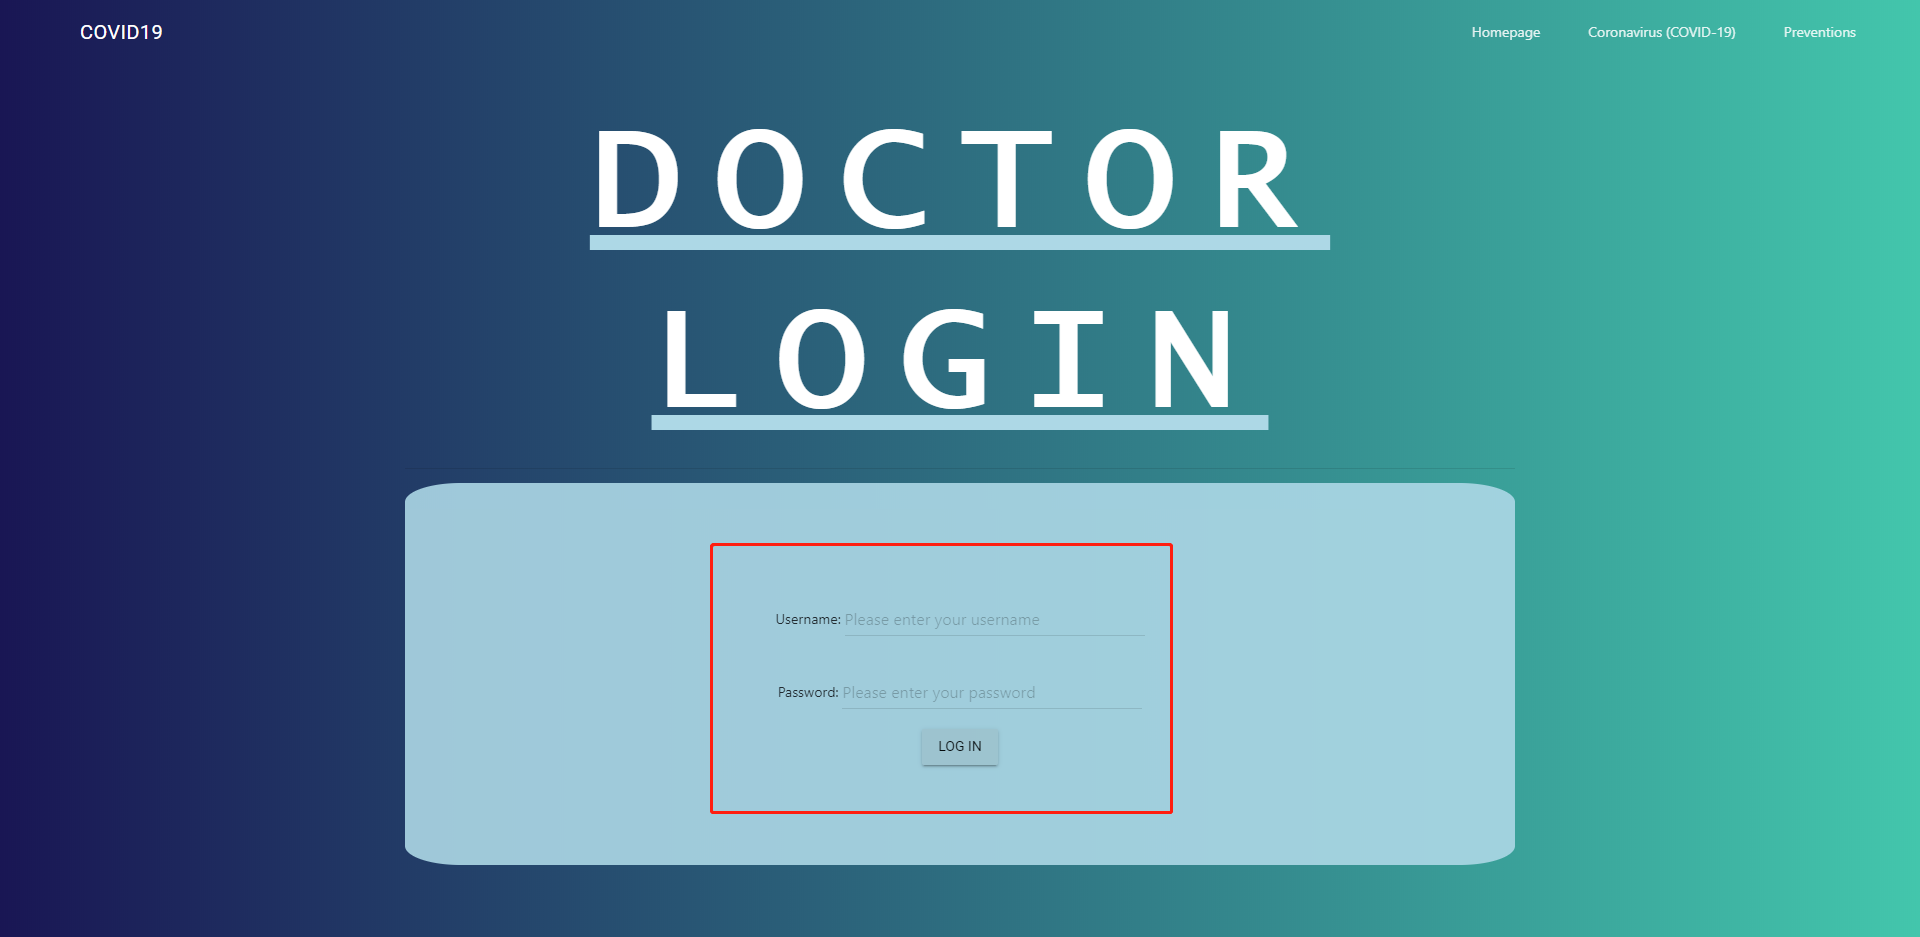 COVID19
Homepage
Coronavirus (COVID-19)
Preventions
DOCTOR
LOGIN
Username: Please enter your username
Password: Please enter your password
LOG IN